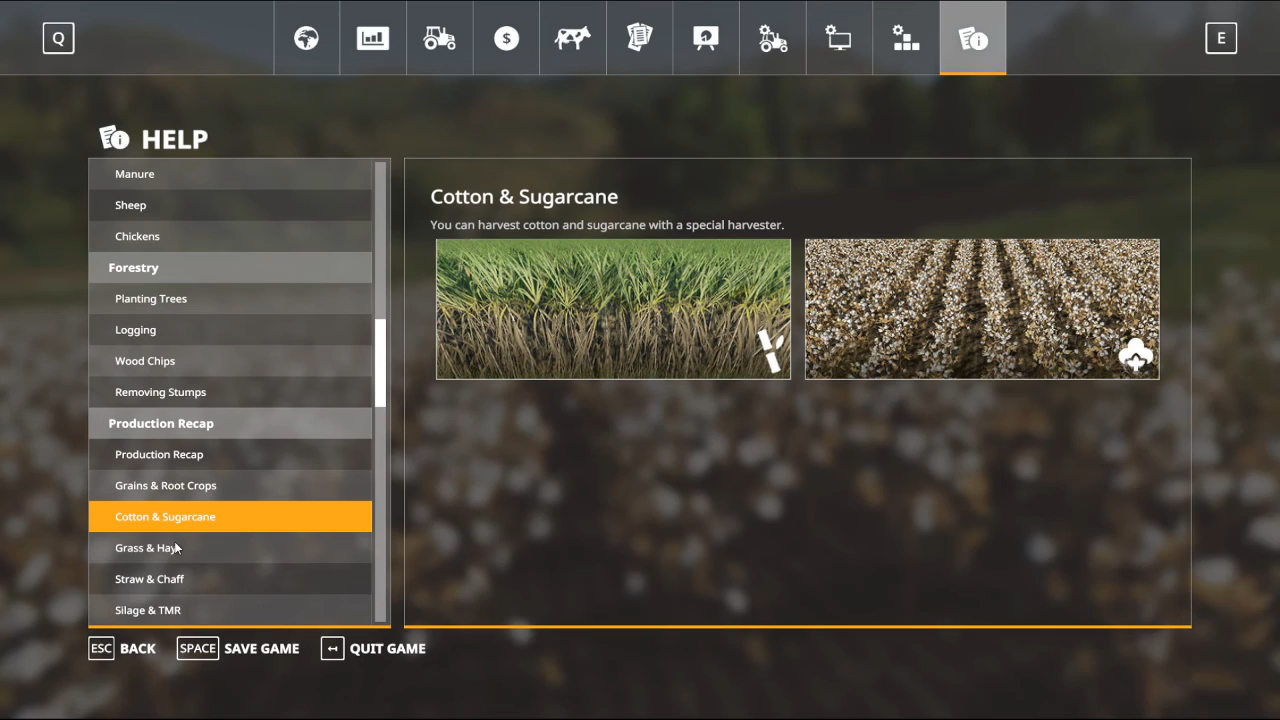 Q
$
E
HELP
Manure
Sheep
Chickens
Forestry
Planting Trees
Logging
Wood Chips
Removing Stumps
Production Recap
Production Recap
Grains & Root Crops
Cotton & Sugarcane
Grass & Hay
Straw & Chaff
Silage & TMR
Cotton & Sugarcane
You can harvest cotton and sugarcane with a special harvester.
ESC BACK SPACE SAVE GAME ↔ QUIT GAME